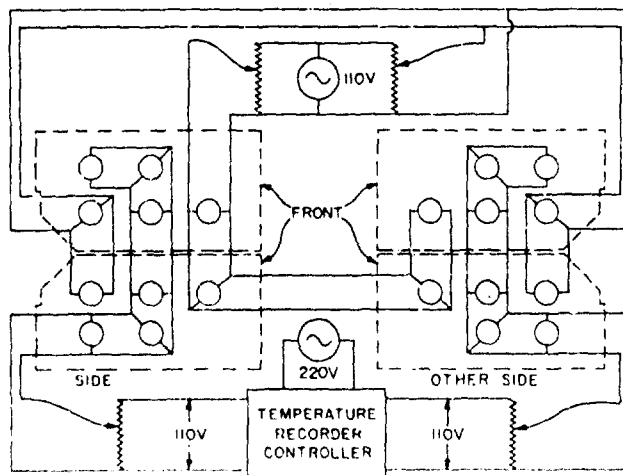 110V
FRONT
220V
SIDE
OTHER SIDE
110V
TEMPERATURE
RECORDER
CONTROLLER
110V